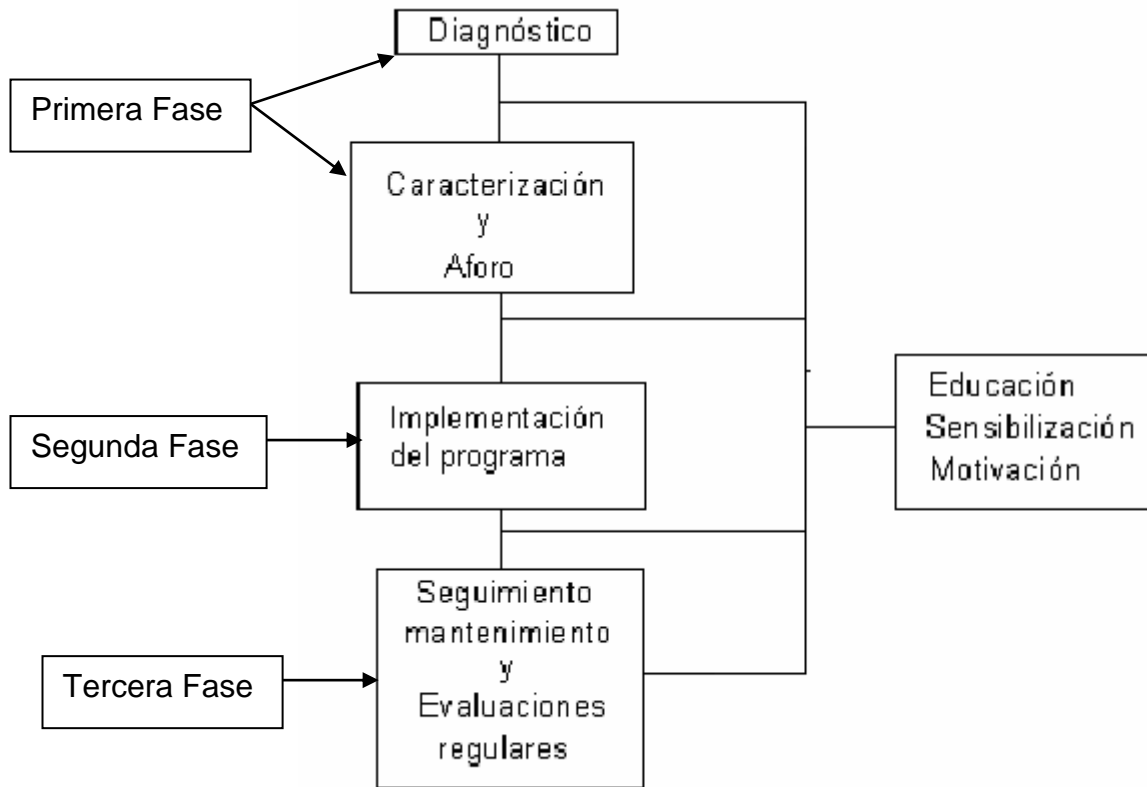 Diagnóstico
Primera Fase
Caracterización
y
Aforo
Segunda Fase
Implementación
del programa
Educación
Sensibilización
Motivación
Tercera Fase
Seguimiento
mantenimiento
y
Evaluaciones
regulares